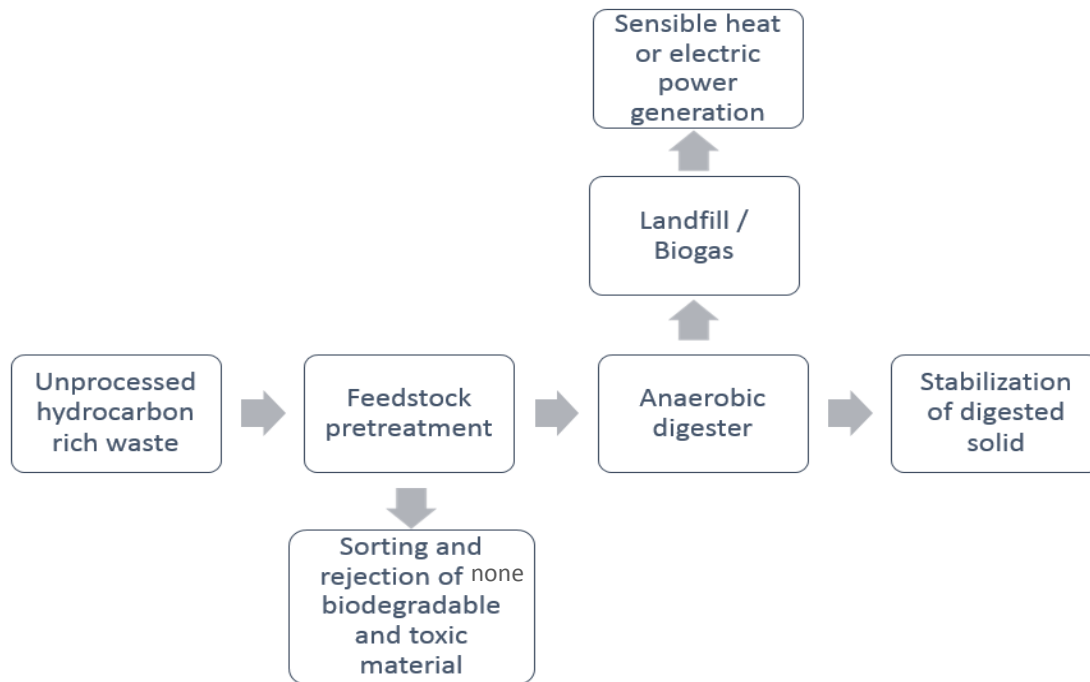 Sensible heat
or electric
power
generation
Landfill /
Biogas
Unprocessed
hydrocarbon
rich waste
Feedstock
pretreatment
Anaerobic
digester
Stabilization
of digested
solid
Sorting and
rejection of none
biodegradable
and toxic
material